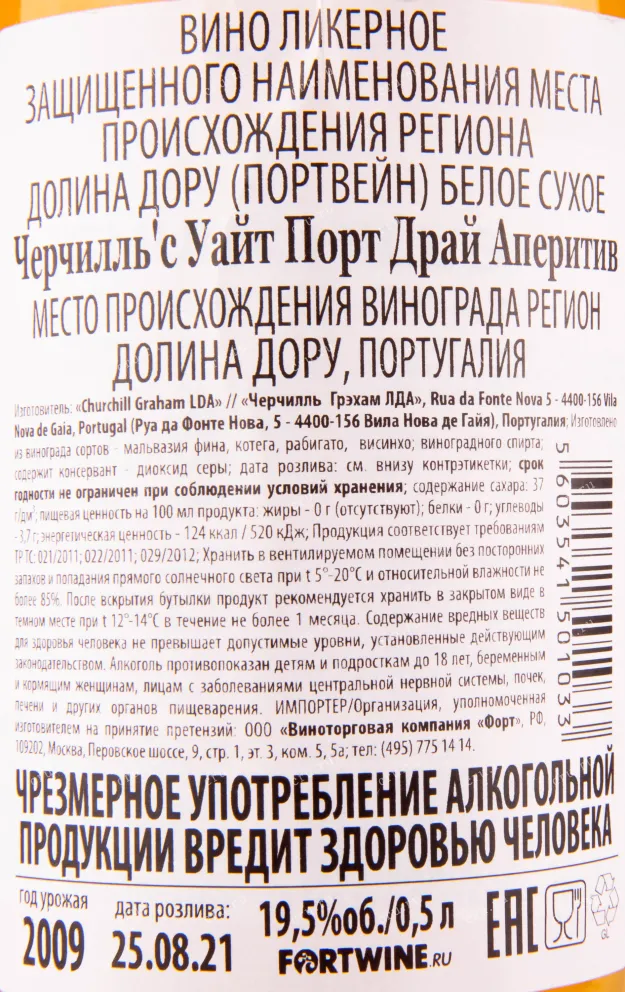 ВИНО ЛИКЕРНОЕ
ЗАЩИЩЕННОГО НАИМЕНОВАНИЯ МЕСТА
ПРОИСХОЖДЕНИЯ РЕГИОНА
ДОЛИНА ДОРУ (ПОРТВЕЙН) БЕЛОЕ СУХОЕ
Черчилль'с Уайт Порт Драй Аперитив
МЕСТО ПРОИСХОЖДЕНИЯ ВИНОГРАДА РЕГИОН
ДОЛИНА ДОРУ, ПОРТУГАЛИЯ
Изготовитель: «Churchill Graham LDA» // «Черчилль Грэхам ЛДА», Rua da Fonte Nova 5 - 4400-156 Vila
Nova de Gaia, Portugal (Руа да Фонте Нова, 5 - 4400-156 Вила Нова де Гайя), Португалия; Изготовлено
из винограда сортов - мальвазия фина, котега, рабигато, висинхо; виноградного спирта;
содержит консервант - диоксид серы; дата розлива: см. внизу контрэтикетки; срок
годности не ограничен при соблюдении условий хранения; содержание сахара: 37
г/дм³; пищевая ценность на 100 мл продукта: жиры - 0 г (отсутствуют); белки - 0 г; углеводы
- 3,7 г; энергетическая ценность - 124 ккал / 520 кДж; Продукция соответствует требованиям
ТР ТС: 021/2011; 022/2011; 029/2012; Хранить в вентилируемом помещении без посторонних
запахов и попадания прямого солнечного света при t 5°-20°С и относительной влажности не
более 85%. После вскрытия бутылки продукт рекомендуется хранить в закрытом виде в
темном месте при t 12°-14°С в течение не более 1 месяца. Содержание вредных веществ
для здоровья человека не превышает допустимые уровни, установленные действующим
законодательством. Алкоголь противопоказан детям и подросткам до 18 лет, беременным
и кормящим женщинам, лицам с заболеваниями центральной нервной системы, почек,
печени и других органов пищеварения. ИМПОРТЕР/Организация, уполномоченная
изготовителем на принятие претензий: ООО «Виноторговая компания «Форт», РФ,
109202, Москва, Перовское шоссе, 9, стр. 1, эт. 3, ком. 5, 5а; тел: (495) 775 14 14.
5 603541 501033
ЧРЕЗМЕРНОЕ УПОТРЕБЛЕНИЕ АЛКОГОЛЬНОЙ
ПРОДУКЦИИ ВРЕДИТ ЗДОРОВЬЮ ЧЕЛОВЕКА
год урожая
2009
дата розлива:
25.08.21
19,5%об./0,5 л
FORTWINE.RU
EAC
GL